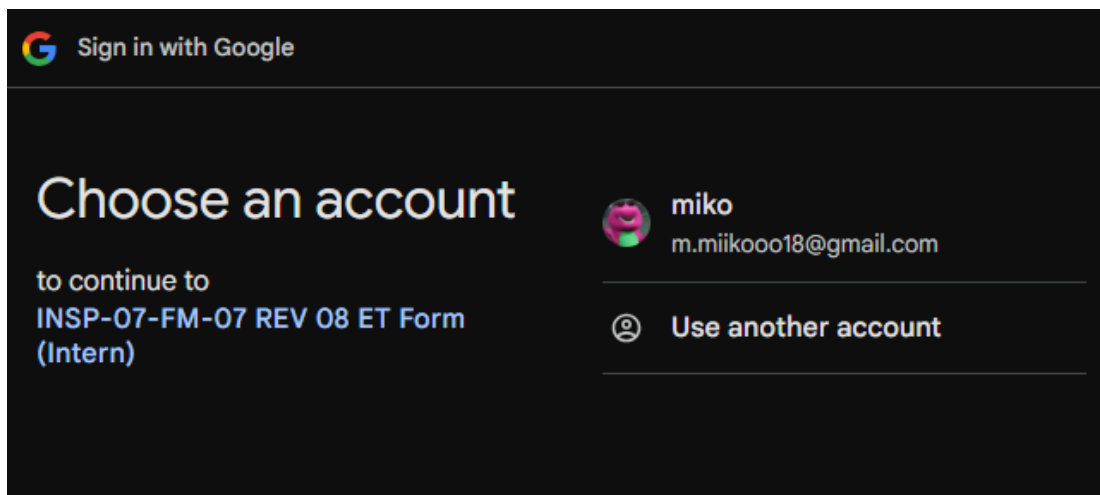 Sign in with Google
Choose an account
to continue to
INSP-07-FM-07 REV 08 ET Form
(Intern)
miko
m.miikooo18@gmail.com
Use another account